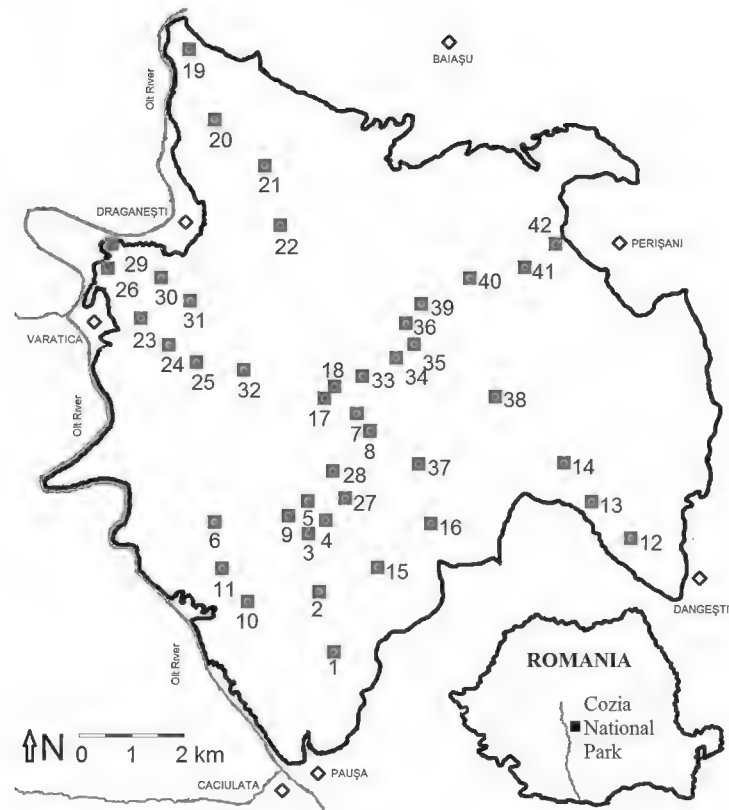 BAIAŞU
19
Olt River
20
21
DRAGANEŞTI
22
42
PERIŞANI
29
26
30
41
40
31
39
23
36
VARATICA
24
35
25
34
32
18
33
17
38
7
8
Olt River
37
14
28
27
13
5
9
4
16
6
3
12
15
11
2
10
DANGEŞTI
1
Olt River
ROMANIA
Cozia
National
Park
N
0 1 2 km
PAUŞA
CACIULATA